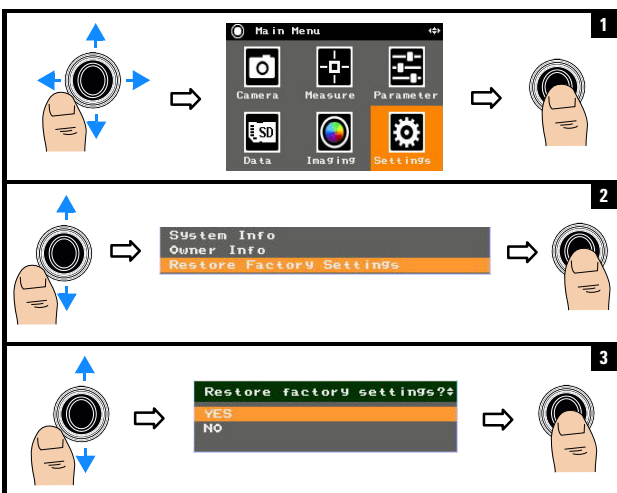 1
Main Menu
Camera Measure Parameter
SD
Data Imaging Settings
2
System Info
Owner Info
Restore Factory Settings
3
Restore factory settings?
YES
NO